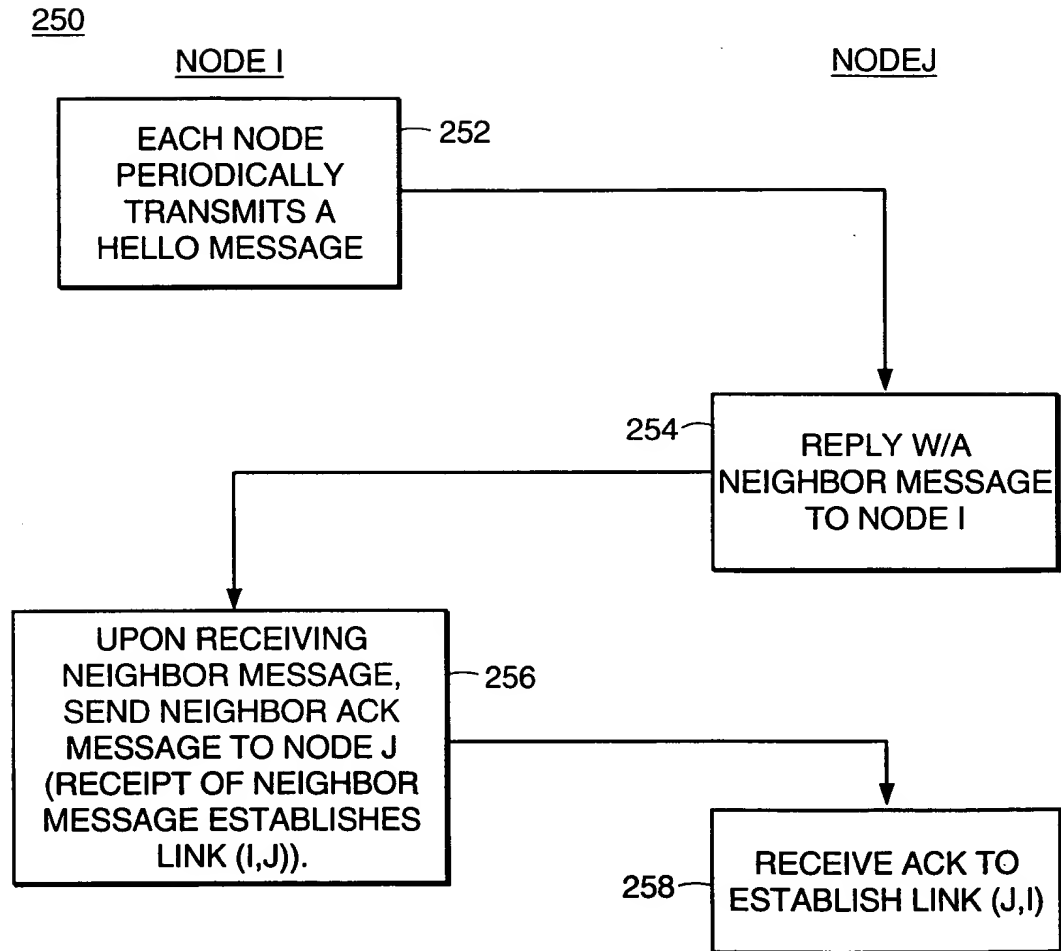 250
NODE I
NODEJ
EACH NODE
PERIODICALLY
TRANSMITS A
HELLO MESSAGE
252
254
REPLY W/A
NEIGHBOR MESSAGE
TO NODE I
UPON RECEIVING
NEIGHBOR MESSAGE,
SEND NEIGHBOR ACK
MESSAGE TO NODE J
(RECEIPT OF NEIGHBOR
MESSAGE ESTABLISHES
LINK (I,J)).
256
258
RECEIVE ACK TO
ESTABLISH LINK (J,I)